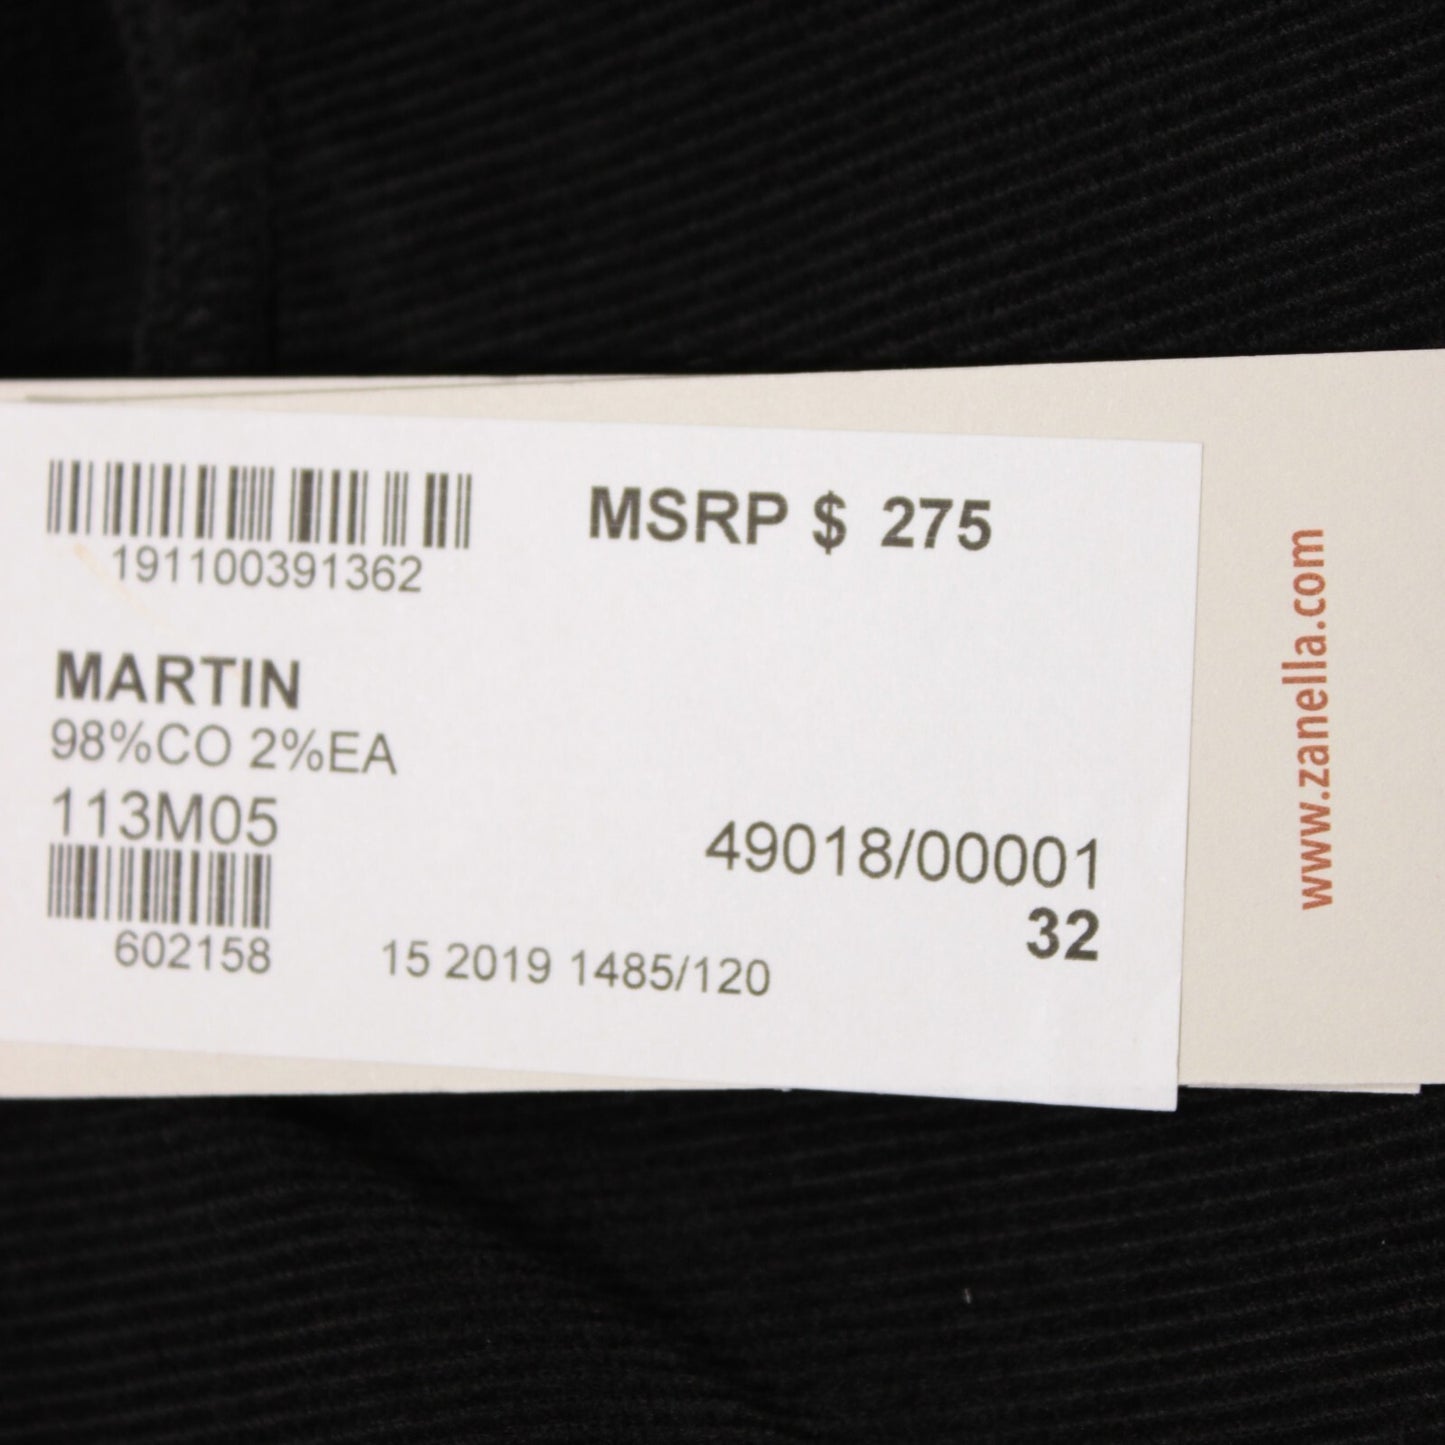 MSRP $ 275
191100391362
MARTIN
98%CO 2%EA
113M05
49018/00001
32
602158
15 2019 1485/120
www.zanella.com